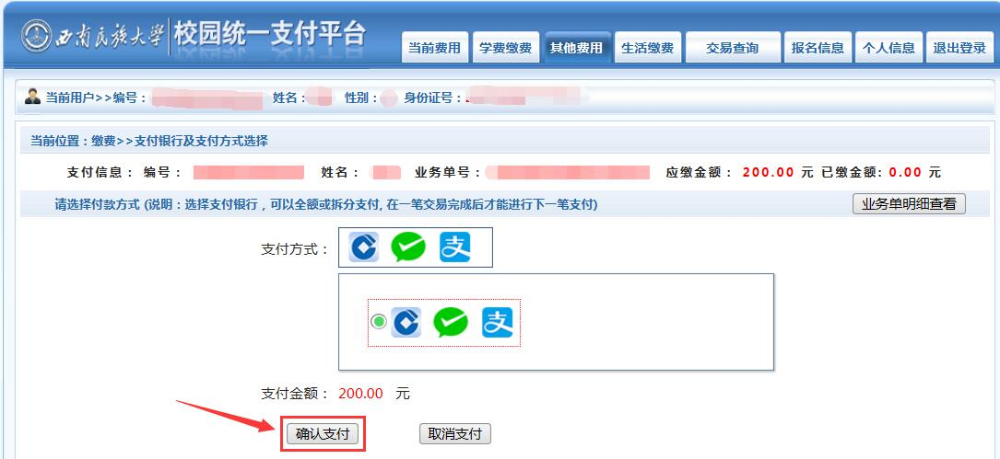 西南民族大学 校园统一支付平台
当前费用 学费缴费 其他费用 生活缴费 交易查询 报名信息 个人信息 退出登录
当前用户>>编号： 姓名： 性别： 身份证号：
当前位置：缴费>>支付银行及支付方式选择
支付信息： 编号： 姓名： 业务单号： 应缴金额： 200.00 元 已缴金额: 0.00 元
请选择付款方式 (说明：选择支付银行，可以全额或拆分支付, 在一笔交易完成后才能进行下一笔支付) 业务单明细查看
支付方式： 支
支
支付金额： 200.00 元
确认支付 取消支付